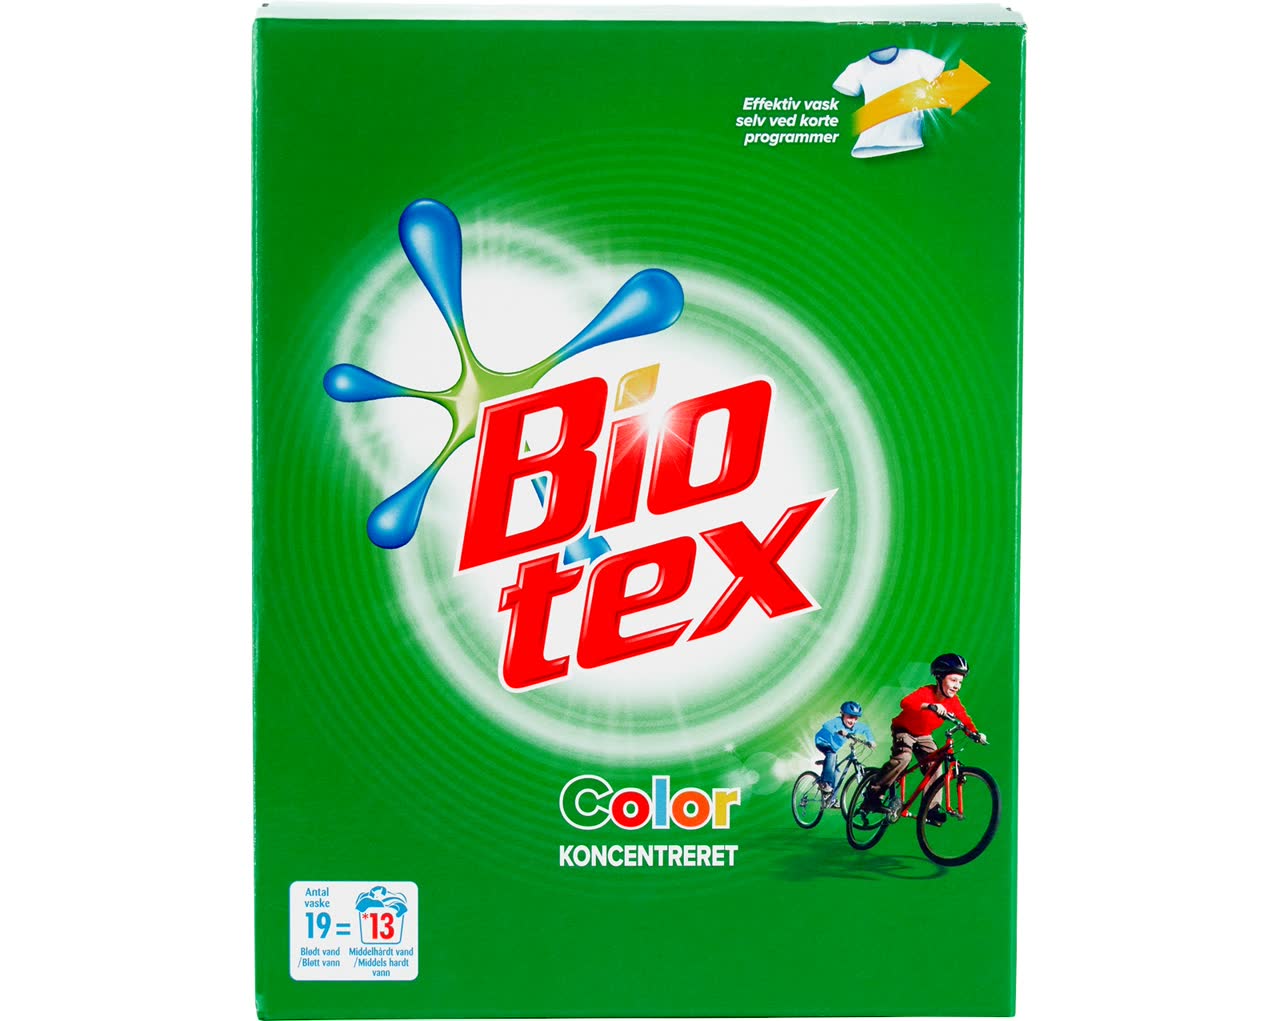 Effektiv vask
selv ved korte
programmer
Bio
tex
Color
KONCENTRERET
Antal
vaske
19 = *13
Blødt vand Middelhårdt vand
/Bløtt vann /Middels hardt
vann